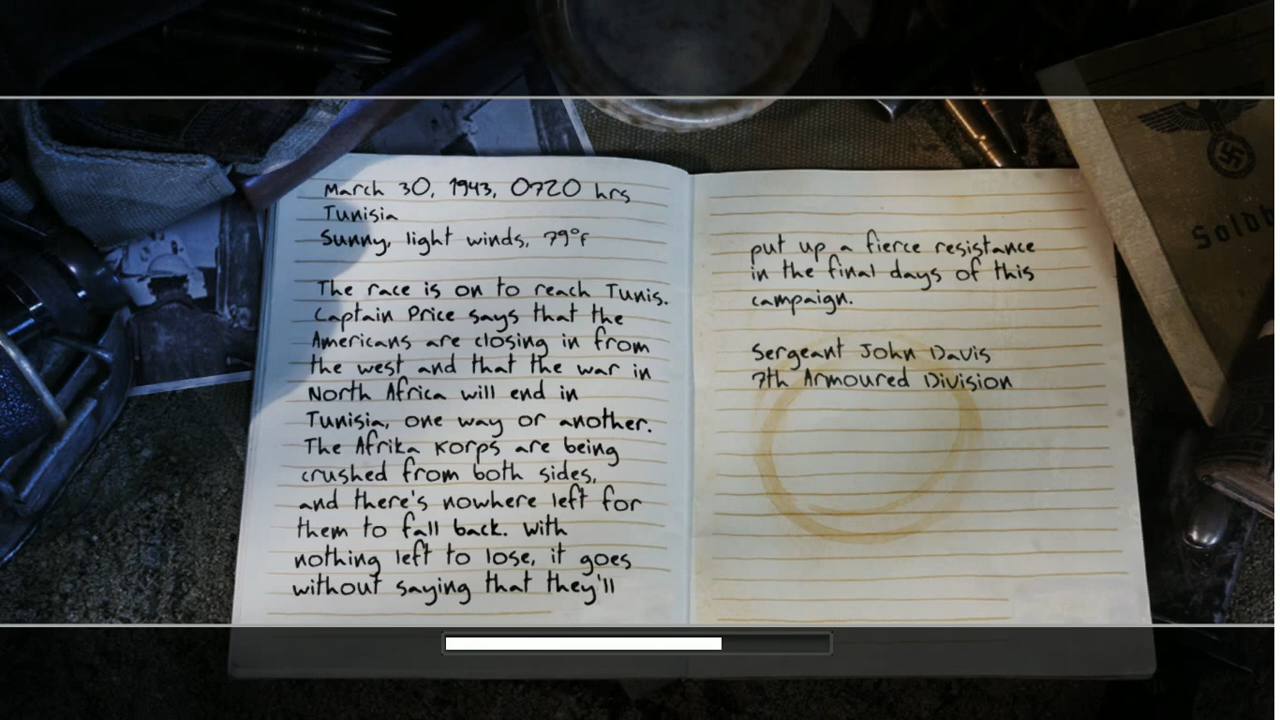 March 30, 1943, 0720 hrs
Tunisia
Sunny, light winds, 79°F
The race is on to reach Tunis.
Captain Price says that the
Americans are closing in from
the west and that the war in
North Africa will end in
Tunisia, one way or another.
The Afrika Korps are being
crushed from both sides,
and there's nowhere left for
them to fall back. With
nothing left to lose, it goes
without saying that they'll
put up a fierce resistance
in the final days of this
campaign.
Sergeant John Davis
7th Armoured Division